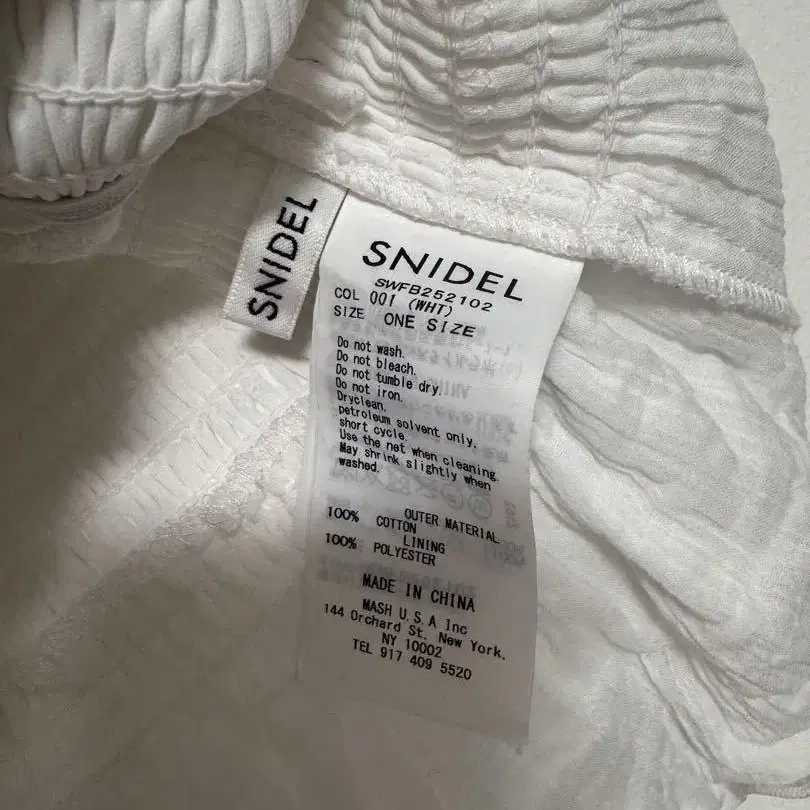 SNIDEL
SNIDEL
SWFB252102
COL 001 (WHT)
SIZE ONE SIZE
Do not wash.
Do not bleach.
Do not tumble dry.
Do not iron.
Dryclean.
petroleum solvent only.
short cycle.
Use the net when cleaning.
May shrink slightly when
washed.
OUTER MATERIAL
100% COTTON
LINING
100% POLYESTER
MADE IN CHINA
MASH U.S.A Inc
144 Orchard St. New York.
NY 10002
TEL 917 409 5520